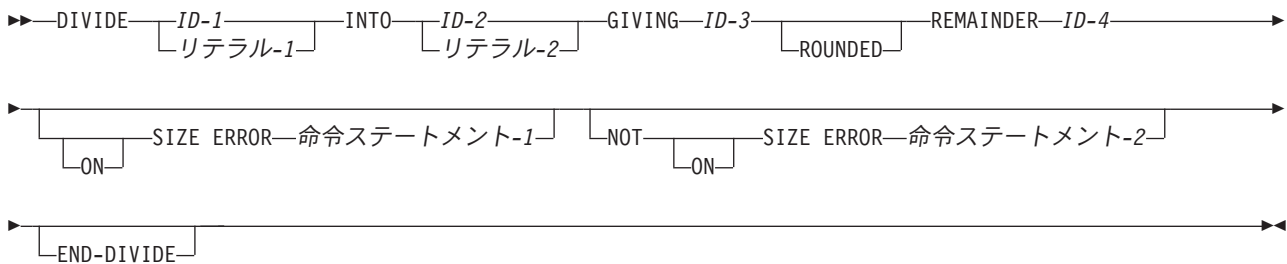 DIVIDE ID-1 INTO ID-2 GIVING ID-3 REMAINDER ID-4
リテラル-1 リテラル-2 ROUNDED
SIZE ERROR 命令ステートメント-1 NOT SIZE ERROR 命令ステートメント-2
ON ON
END-DIVIDE